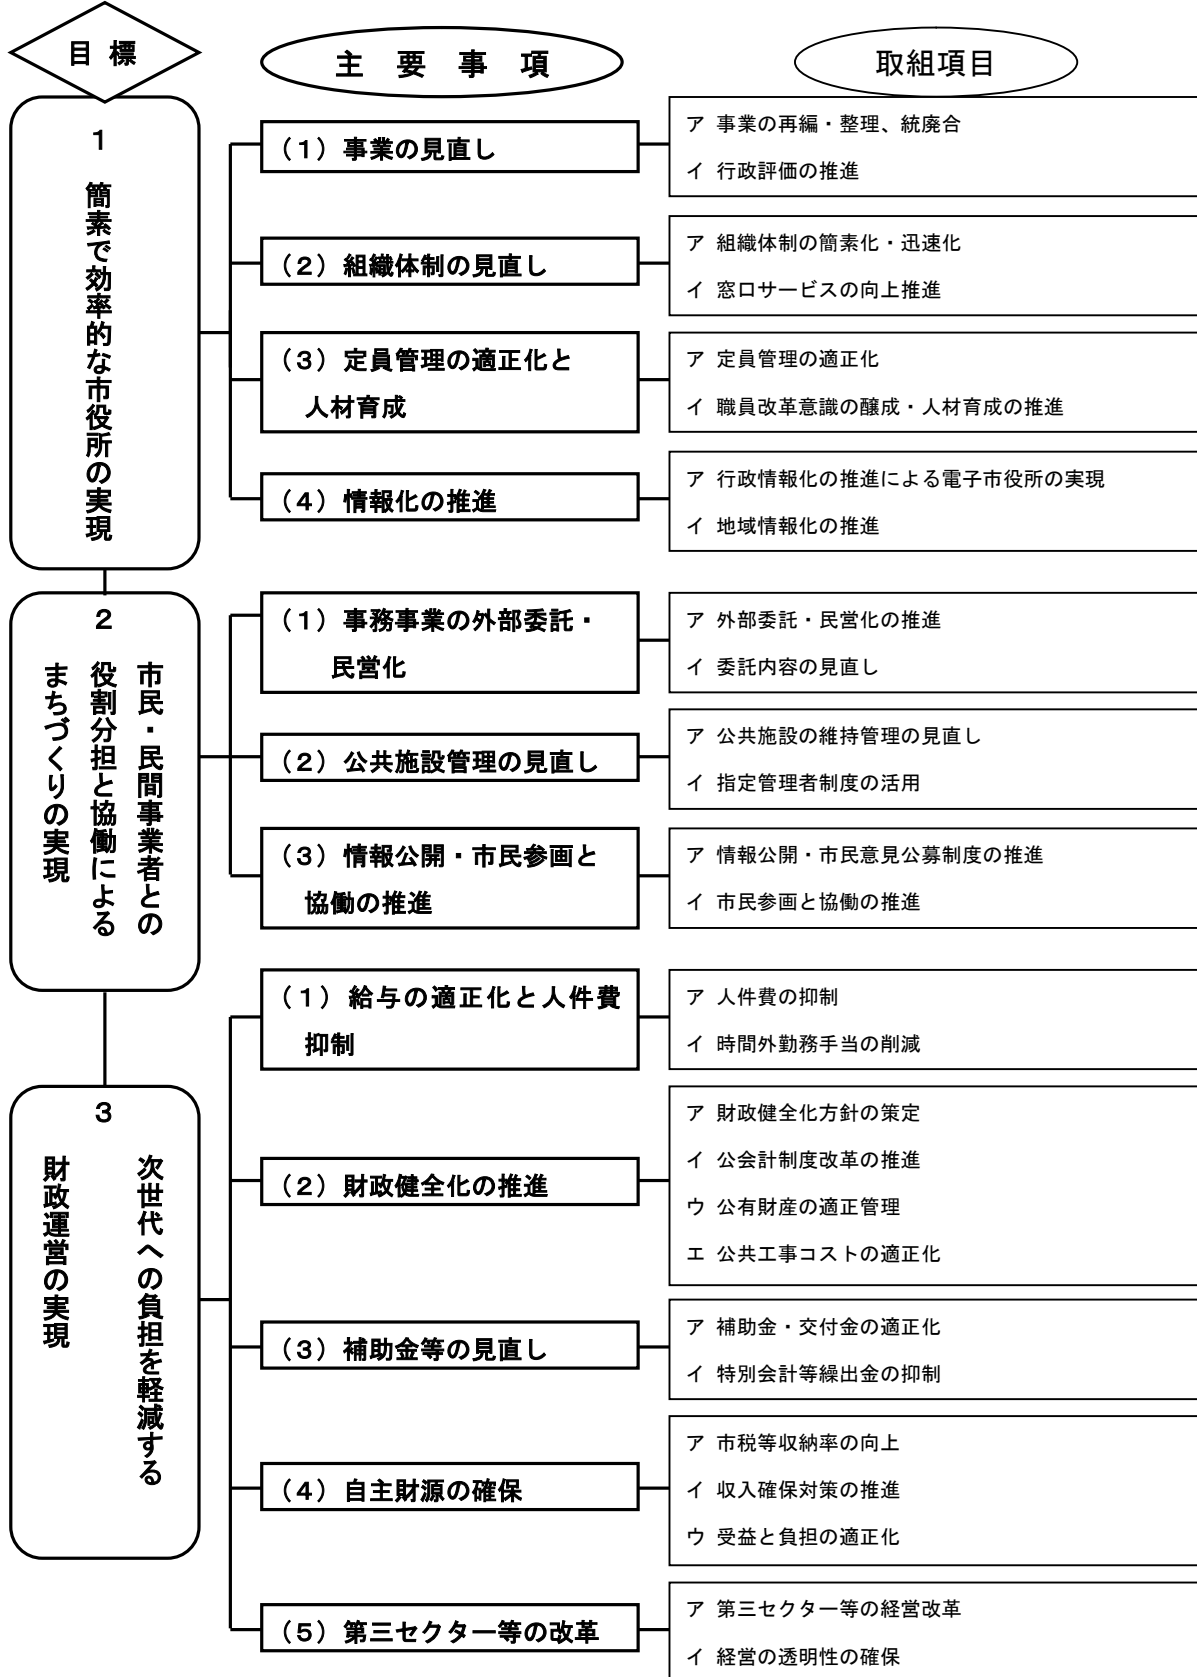 目 標
主 要 事 項
取組項目
1
簡素で効率的な市役所の実現
(1)事業の見直し
ア 事業の再編・整理、統廃合
イ 行政評価の推進
(2)組織体制の見直し
ア 組織体制の簡素化・迅速化
イ 窓口サービスの向上推進
(3)定員管理の適正化と
人材育成
ア 定員管理の適正化
イ 職員改革意識の醸成・人材育成の推進
(4)情報化の推進
ア 行政情報化の推進による電子市役所の実現
イ 地域情報化の推進
2
市民・民間事業者との
役割分担と協働による
まちづくりの実現
(1)事務事業の外部委託・
民営化
ア 外部委託・民営化の推進
イ 委託内容の見直し
(2)公共施設管理の見直し
ア 公共施設の維持管理の見直し
イ 指定管理者制度の活用
(3)情報公開・市民参画と
協働の推進
ア 情報公開・市民意見公募制度の推進
イ 市民参画と協働の推進
3
次世代への負担を軽減する
財政運営の実現
(1)給与の適正化と人件費
抑制
ア 人件費の抑制
イ 時間外勤務手当の削減
(2)財政健全化の推進
ア 財政健全化方針の策定
イ 公会計制度改革の推進
ウ 公有財産の適正管理
エ 公共工事コストの適正化
(3)補助金等の見直し
ア 補助金・交付金の適正化
イ 特別会計等繰出金の抑制
(4)自主財源の確保
ア 市税等収納率の向上
イ 収入確保対策の推進
ウ 受益と負担の適正化
(5)第三セクター等の改革
ア 第三セクター等の経営改革
イ 経営の透明性の確保